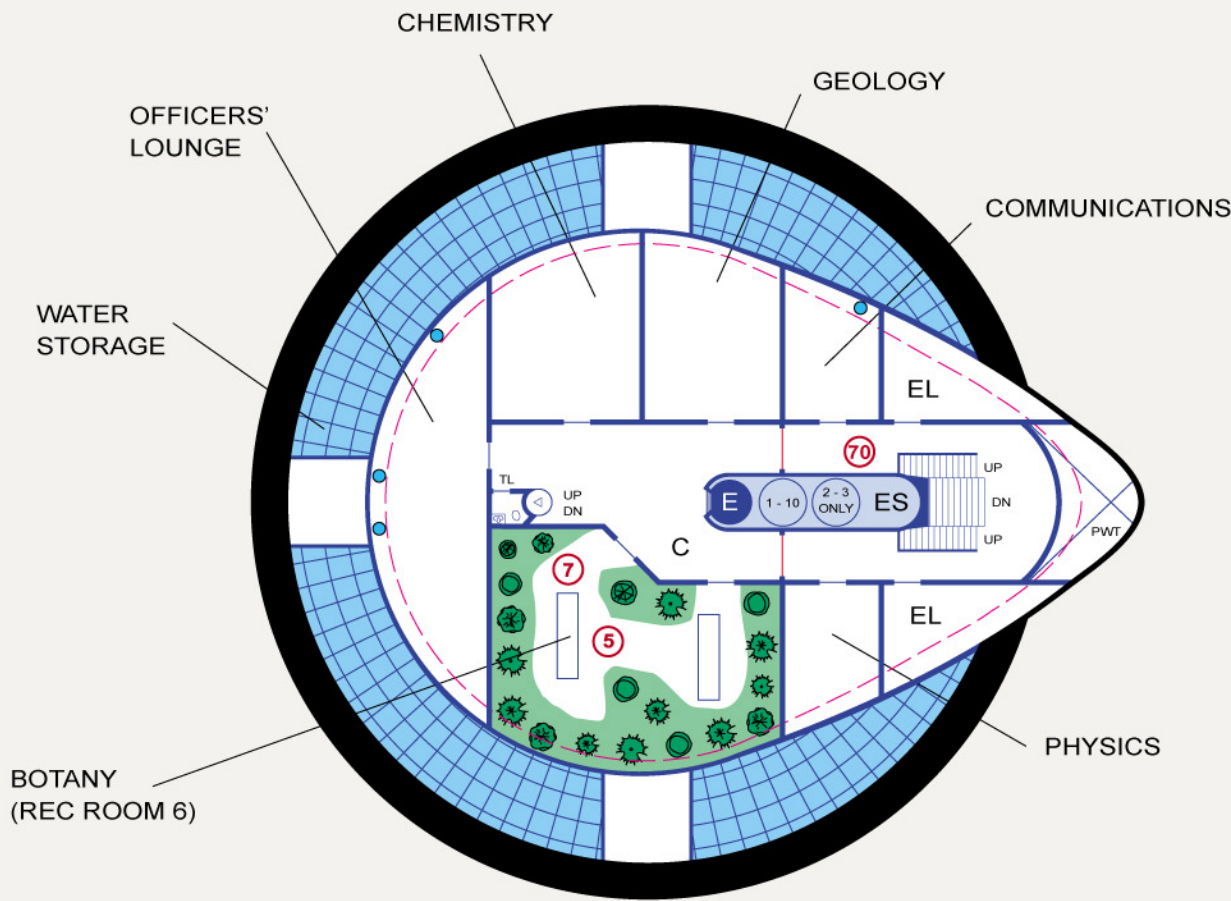 CHEMISTRY
GEOLOGY
OFFICERS'
LOUNGE
COMMUNICATIONS
WATER
STORAGE
EL
70
TL
UP
DN
E
1 - 10
2 - 3
ONLY
ES
UP
DN
UP
PWT
C
7
5
EL
PHYSICS
BOTANY
(REC ROOM 6)